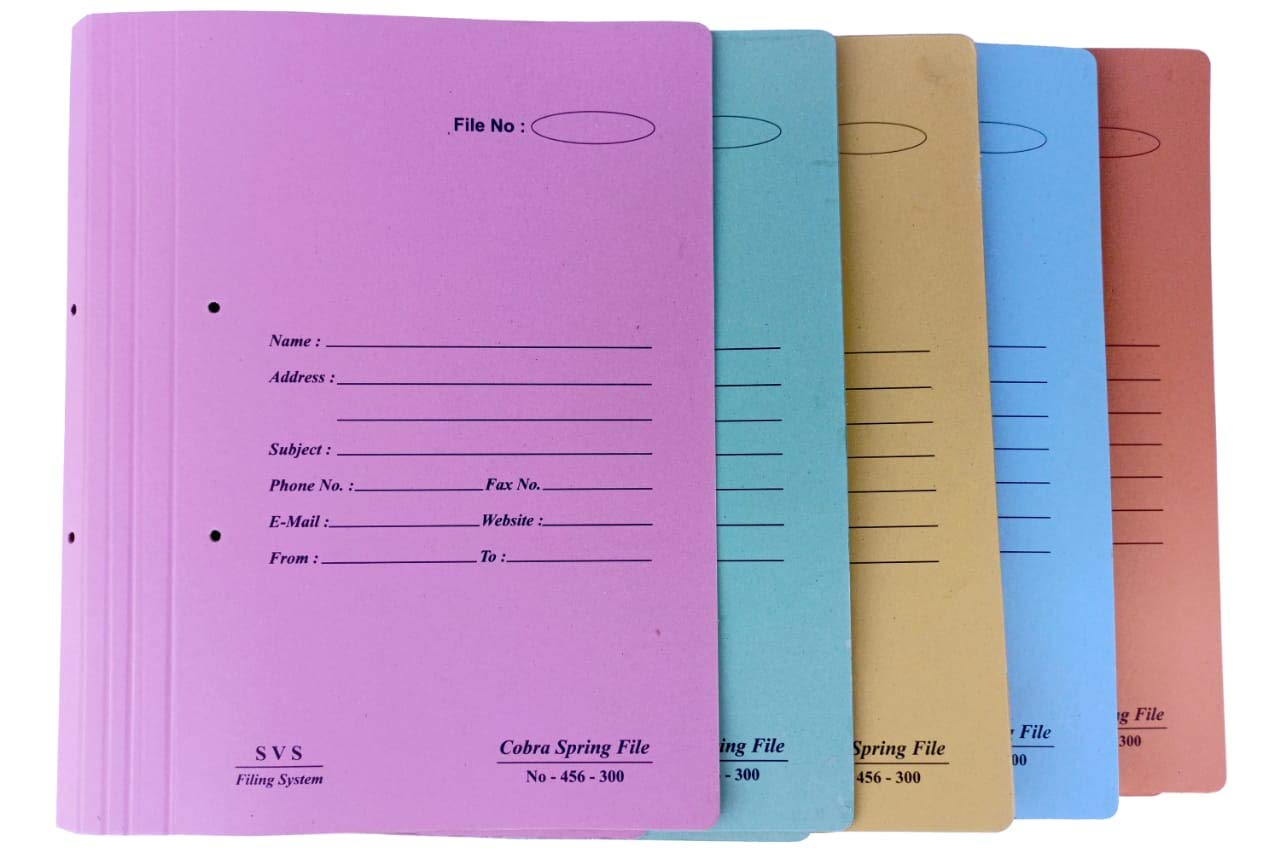 File No :
Name :
Address :
Subject :
Phone No. : Fax No.
E-Mail : Website :
From : To :
S V S
Filing System
Cobra Spring File
No - 456 - 300
ing File
- 300
Spring File
456 - 300
File
00
ng File
300